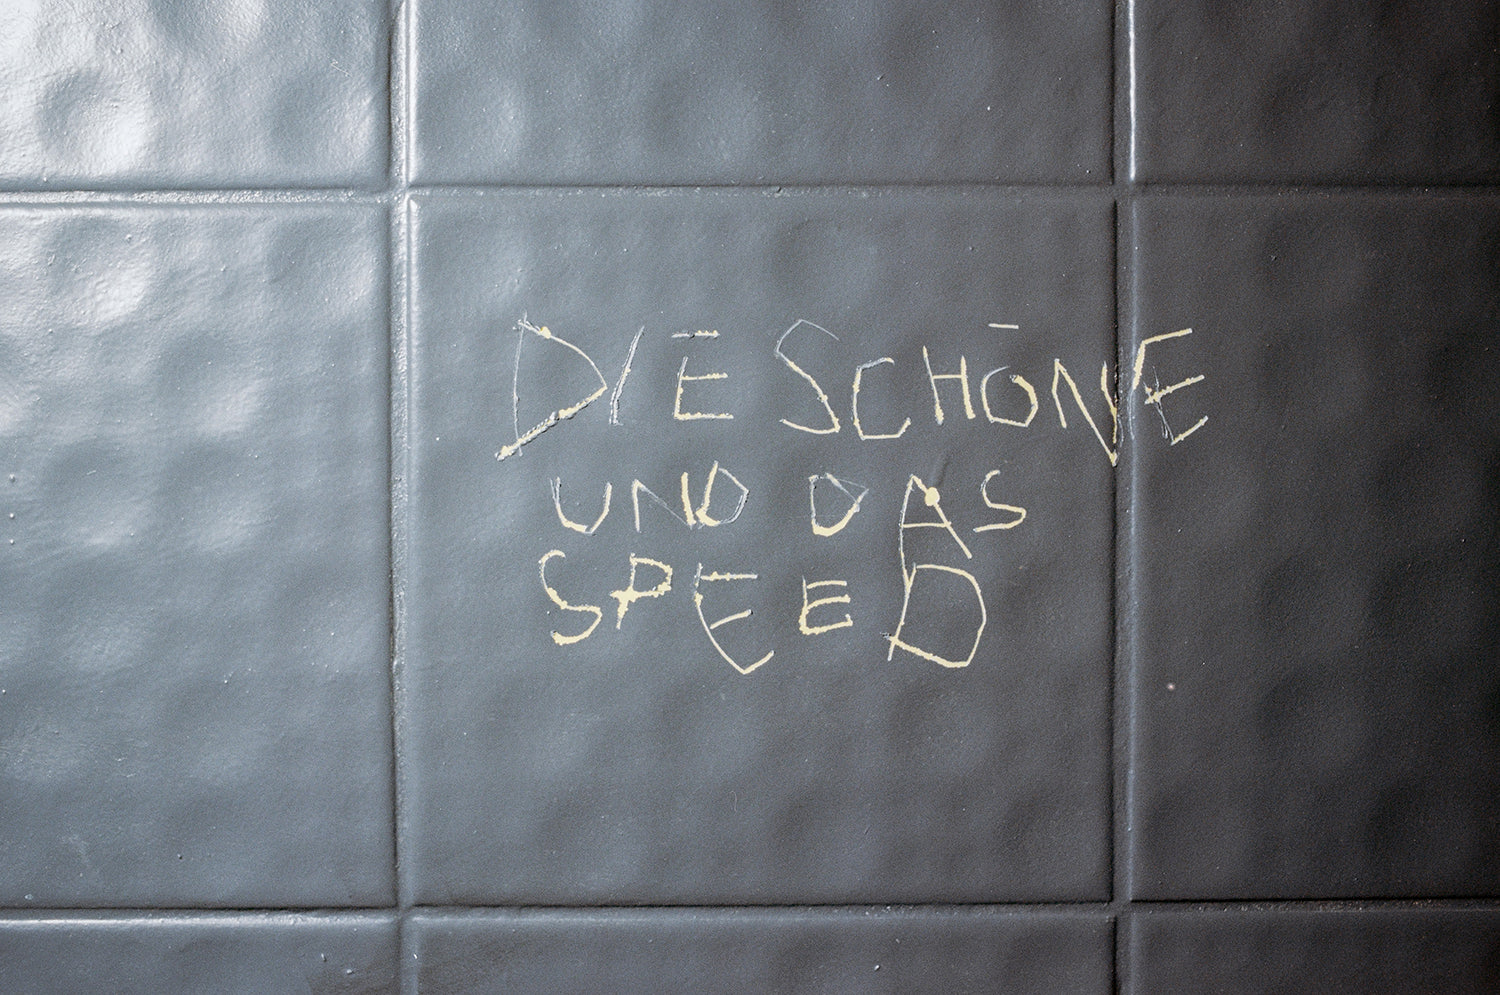 DIE SCHÖNE
UND DAS
SPEED